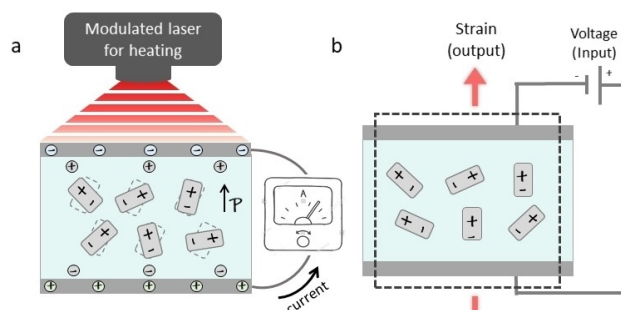 a
Modulated laser
for heating
P
A
current
b
Strain
(output)
Voltage
(Input)
- +